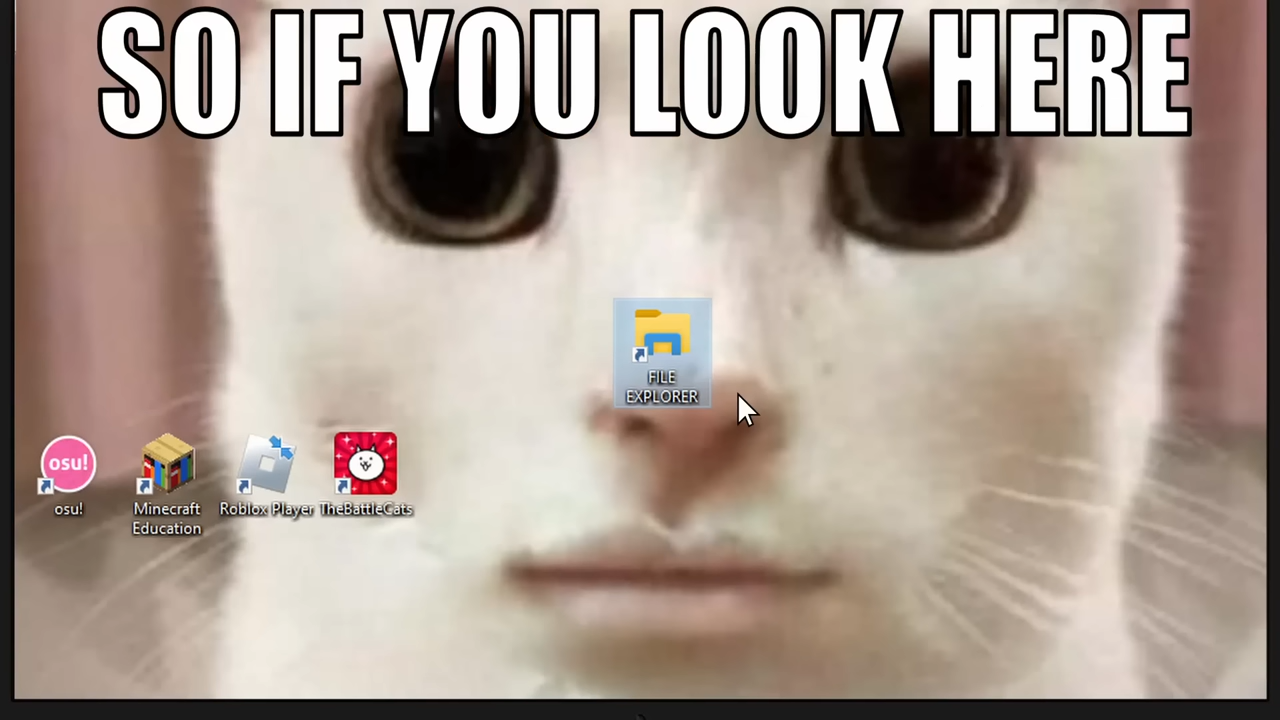 SO IF YOU LOOK HERE
FILE
EXPLORER
osu!
osu!
Minecraft
Education
Roblox Player
TheBattleCats